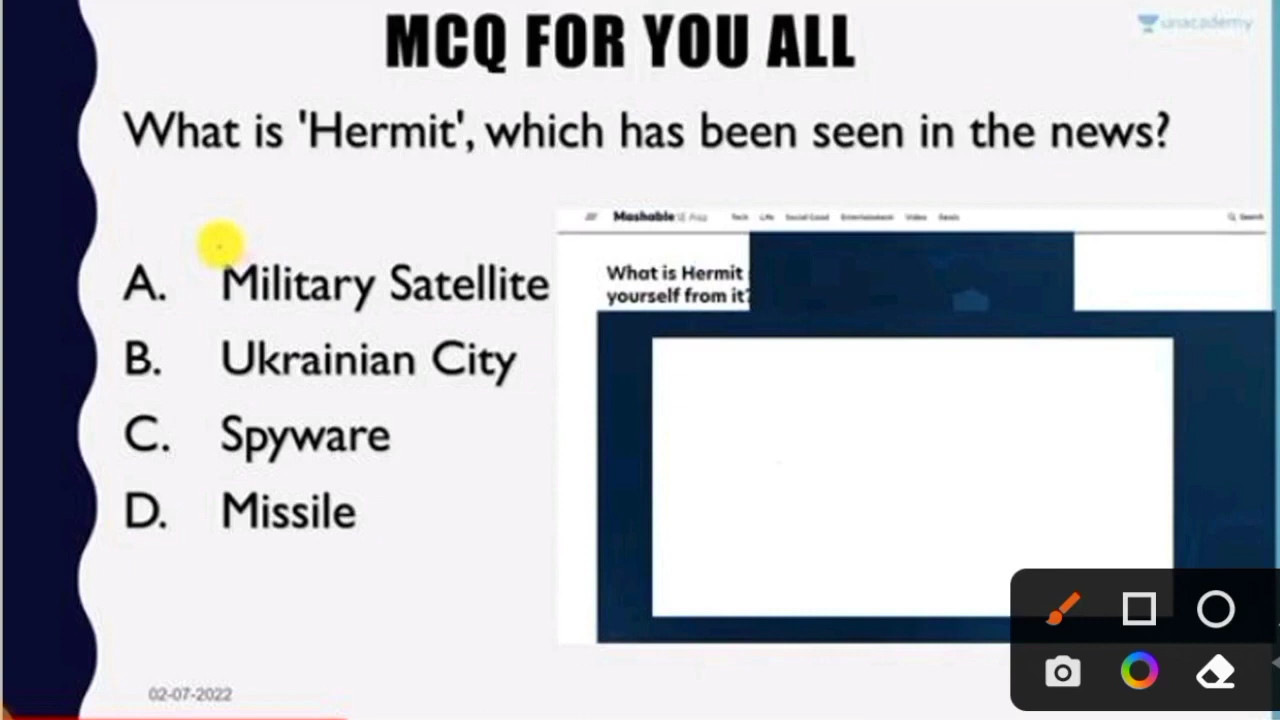 MCQ FOR YOU ALL
unacademy
What is 'Hermit', which has been seen in the news?
Mashable
Tech Life Social Good Entertainment Video Deals
Search
What is Hermit
yourself from it?
A. Military Satellite
B. Ukrainian City
C. Spyware
D. Missile
02-07-2022